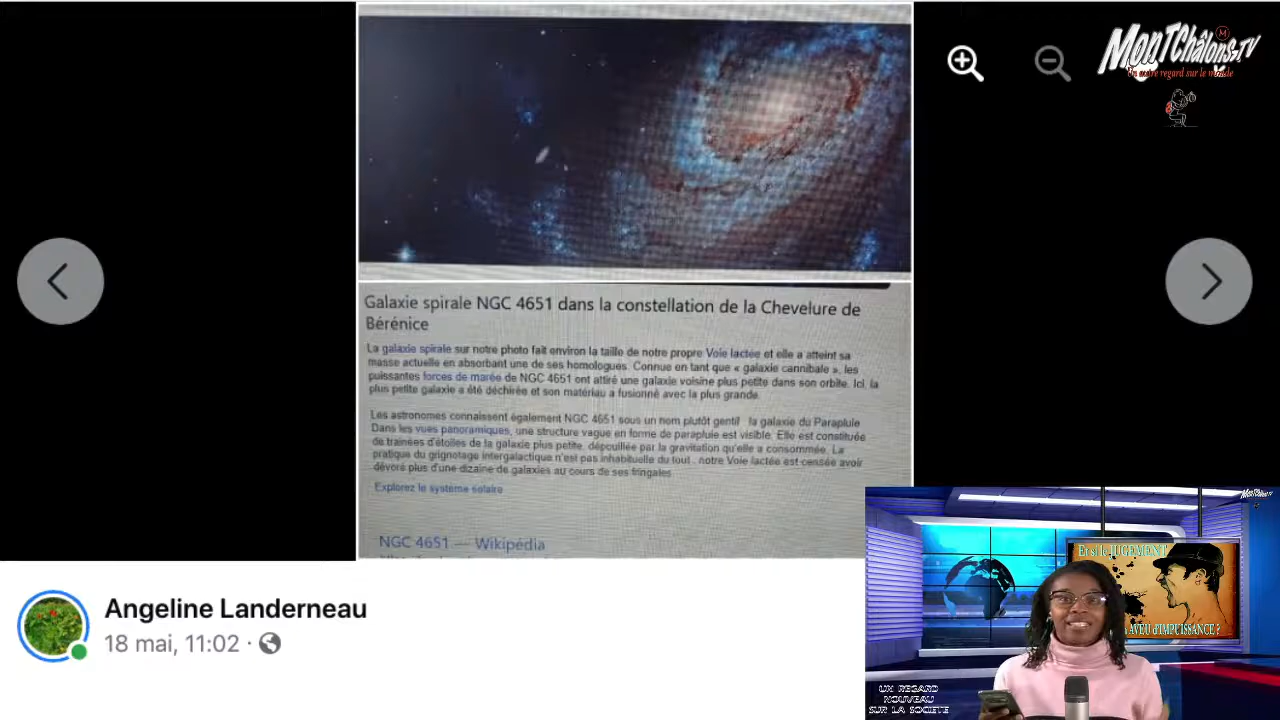 MonTChâlons.TV
Un autre regard sur le monde
Galaxie spirale NGC 4651 dans la constellation de la Chevelure de
Bérénice
La galaxie spirale sur notre photo fait environ la taille de notre propre Voie lactée et elle a atteint sa
masse actuelle en absorbant une de ses homologues. Connue en tant que « galaxie cannibale », les
puissantes forces de marée de NGC 4651 ont attiré une galaxie voisine plus petite dans son orbite. Ici, la
plus petite galaxie a été déchirée et son matériau a fusionné avec la plus grande.
Les astronomes connaissent également NGC 4651 sous un nom plutôt gentil : la galaxie du Parapluie
Dans les vues panoramiques, une structure vague en forme de parapluie est visible. Elle est constituée
de traînées d'étoiles de la galaxie plus petite, dépouillée par la gravitation qu'elle a consommée. La
pratique du grignotage intergalactique n'est pas inhabituelle du tout : notre Voie lactée est censée avoir
dévoré plus d'une dizaine de galaxies au cours de ses fringales
Explorez le système solaire
NGC 4651 — Wikipédia
Angeline Landerneau
18 mai, 11:02 ·
MonTChâlons.TV
Et si le JUGEMENT
AVEU d'IMPUISSANCE ?
UN REGARD
NOUVEAU
SUR LA SOCIETE